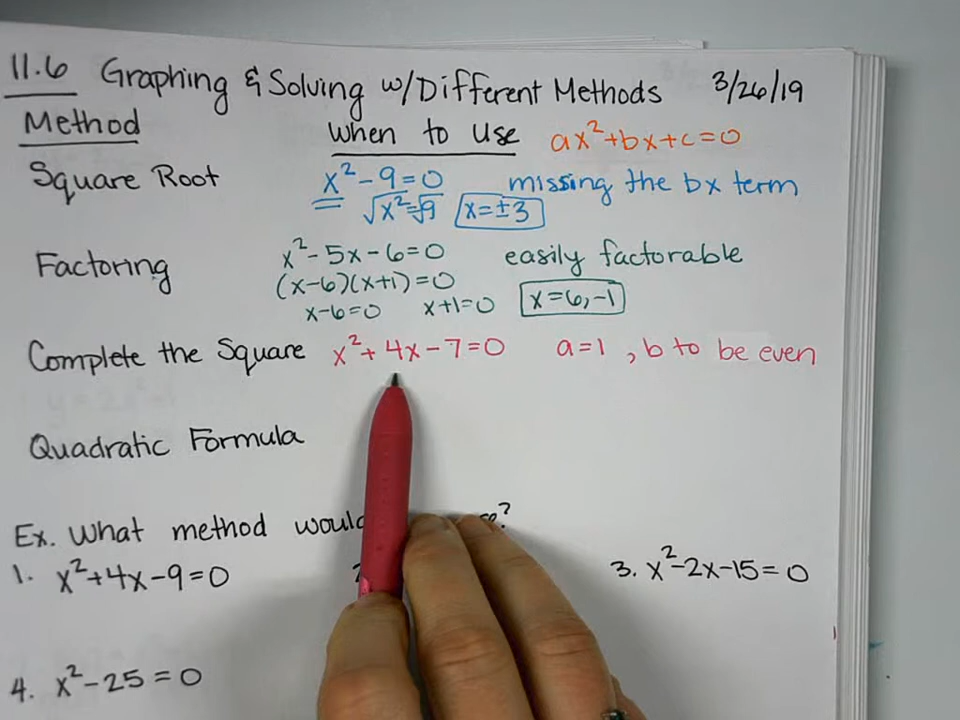 11.6 Graphing & Solving w/Different Methods 3/26/19
Method When to Use ax²+bx+c=0
Square Root x²-9=0 missing the bx term
√x²=√9 x=±3
Factoring x²-5x-6=0 easily factorable
(x-6)(x+1)=0
x-6=0 x+1=0 x=6,-1
Complete the Square x²+4x-7=0 a=1, b to be even
Quadratic Formula
Ex. What method would ?
1. x²+4x-9=0 3. x²-2x-15=0
4. x²-25=0